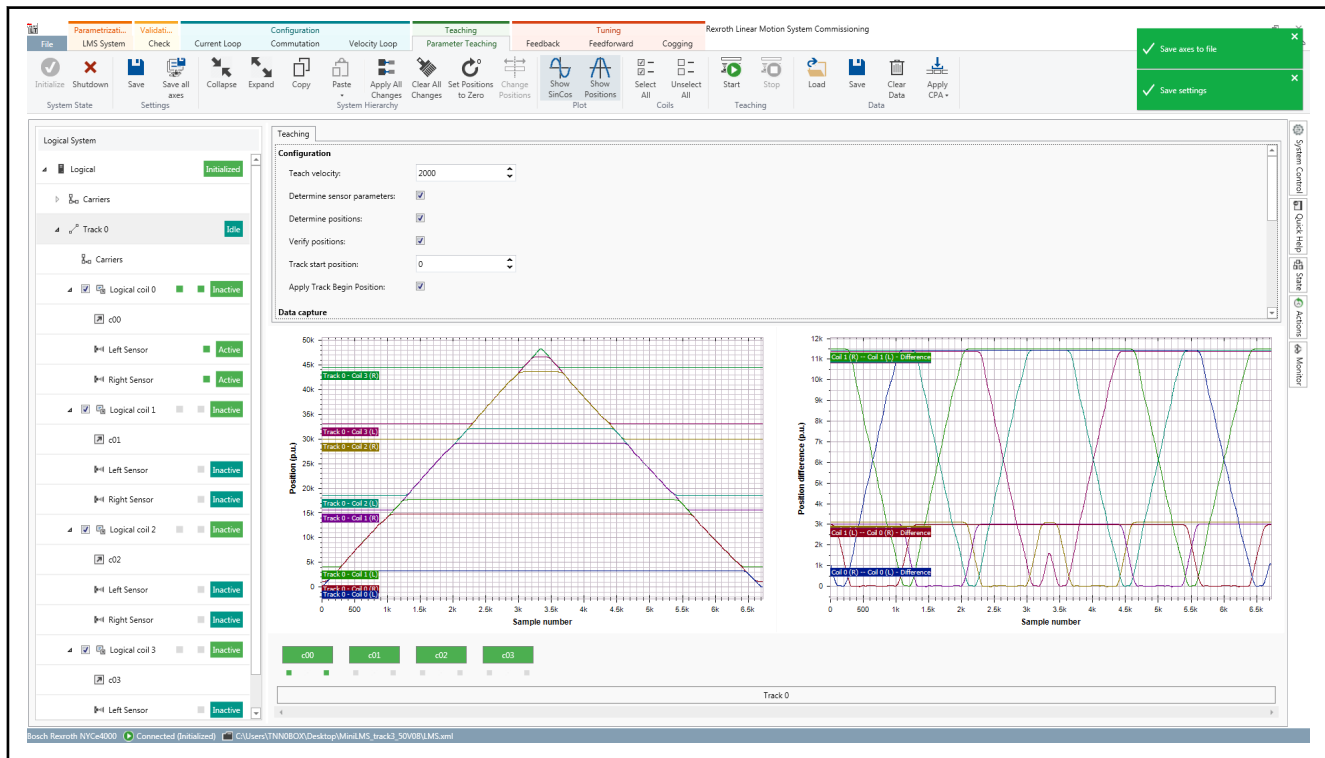 Parametrizati...
Validati...
Configuration
Teaching
Tuning
Rexroth Linear Motion System Commissioning
File
LMS System
Check
Current Loop
Commutation
Velocity Loop
Parameter Teaching
Feedback
Feedforward
Cogging
Initialize
Shutdown
Save
Save all axes
Collapse
Expand
Copy
Paste
Apply All Changes
Clear All Changes
Set Positions to Zero
Change Positions
Show SinCos
Show Positions
Select All
Unselect All
Start
Stop
Load
Save
Clear Data
Apply CPA
System State
Settings
System Hierarchy
Plot
Coils
Teaching
Data
Save axes to file
Save settings
Logical System
Logical
Initialized
Carriers
Track 0
Idle
Carriers
Logical coil 0
Inactive
c00
Left Sensor
Active
Right Sensor
Active
Logical coil 1
Inactive
c01
Left Sensor
Inactive
Right Sensor
Inactive
Logical coil 2
Inactive
c02
Left Sensor
Inactive
Right Sensor
Inactive
Logical coil 3
Inactive
c03
Left Sensor
Inactive
Teaching
Configuration
Teach velocity:
2000
Determine sensor parameters:
Determine positions:
Verify positions:
Track start position:
0
Apply Track Begin Position:
Data capture
System Control
Quick Help
State
Actions
Monitor
Position (p.u.)
50k
45k
40k
35k
30k
25k
20k
15k
10k
5k
0
Track 0 - Coil 3 (R)
Track 0 - Coil 3 (L)
Track 0 - Coil 2 (R)
Track 0 - Coil 2 (L)
Track 0 - Coil 1 (R)
Track 0 - Coil 1 (L)
Track 0 - Coil 0 (R)
Track 0 - Coil 0 (L)
0 500 1k 1.5k 2k 2.5k 3k 3.5k 4k 4.5k 5k 5.5k 6k 6.5k
Sample number
Position difference (p.u.)
12k
11k
10k
9k
8k
7k
6k
5k
4k
3k
2k
1k
0
Coil 1 (R) -- Coil 1 (L) - Difference
Coil 1 (L) -- Coil 0 (R) - Difference
Coil 0 (R) -- Coil 0 (L) - Difference
0 500 1k 1.5k 2k 2.5k 3k 3.5k 4k 4.5k 5k 5.5k 6k 6.5k
Sample number
c00
c01
c02
c03
Track 0
Bosch Rexroth NYCe4000
Connected (Initialized)
C:\Users\TNN0BOX\Desktop\MiniLMS_track3_50V08\LMS.xml